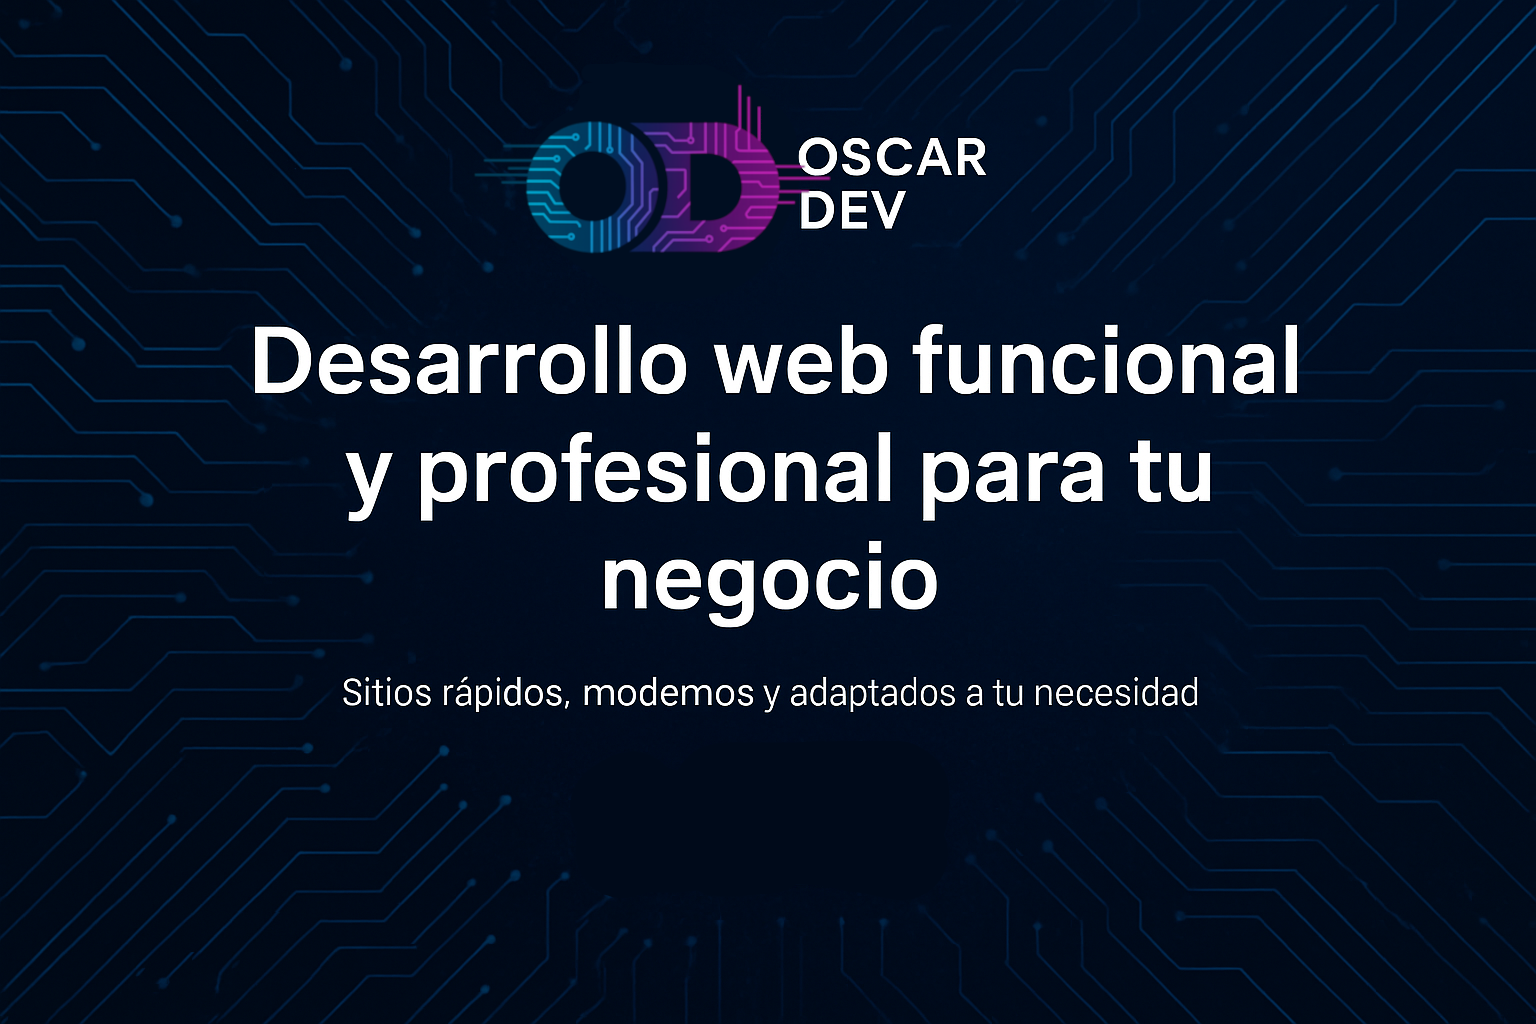 OD
OSCAR
DEV
Desarrollo web funcional
y profesional para tu
negocio
Sitios rápidos, modemos y adaptados a tu necesidad